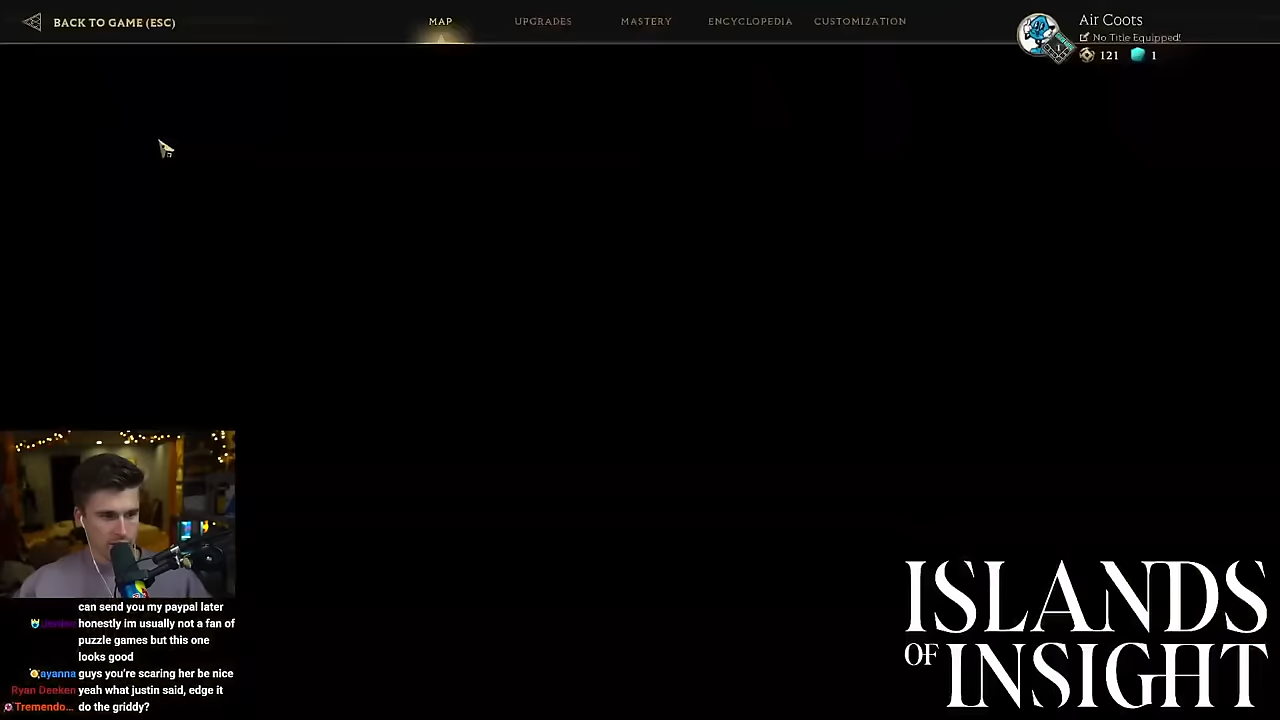 BACK TO GAME (ESC)
MAP
UPGRADES
MASTERY
ENCYCLOPEDIA
CUSTOMIZATION
Air Coots
No Title Equipped!
121
1
can send you my paypal later
honestly im usually not a fan of
puzzle games but this one
looks good
ayanna guys you're scaring her be nice
Ryan Deeken yeah what justin said, edge it
Tremendo... do the griddy?
ISLANDS
OF INSIGHT